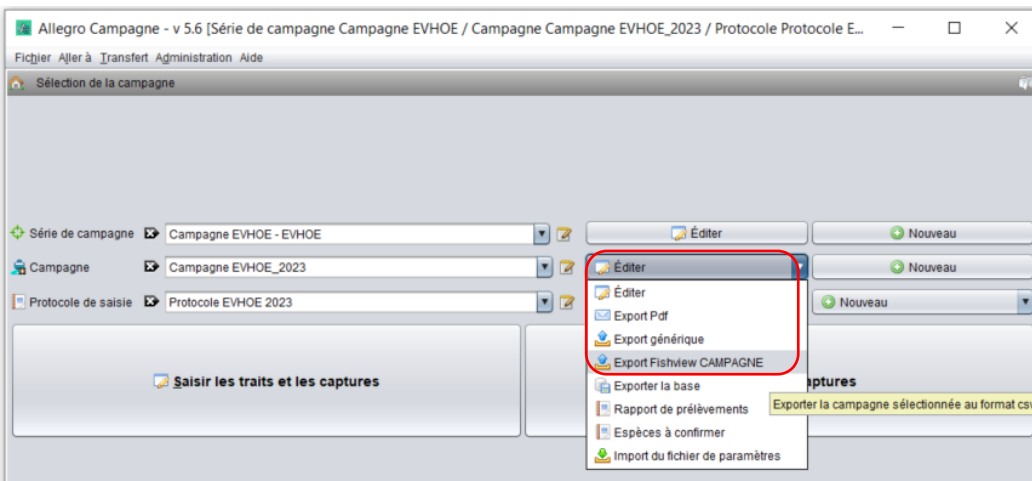 Allegro Campagne - v 5.6 [Série de campagne Campagne EVHOE / Campagne Campagne EVHOE_2023 / Protocole Protocole E...
Fichier Aller à Transfert Administration Aide
Sélection de la campagne
Série de campagne Campagne EVHOE - EVHOE Éditer Nouveau
Campagne Campagne EVHOE_2023 Éditer Nouveau
Protocole de saisie Protocole EVHOE 2023 Nouveau
Éditer
Export Pdf
Export générique
Export Fishview CAMPAGNE
Exporter la base
Rapport de prélèvements
Espèces à confirmer
Import du fichier de paramètres
Saisir les traits et les captures
aptures
Exporter la campagne sélectionnée au format csv